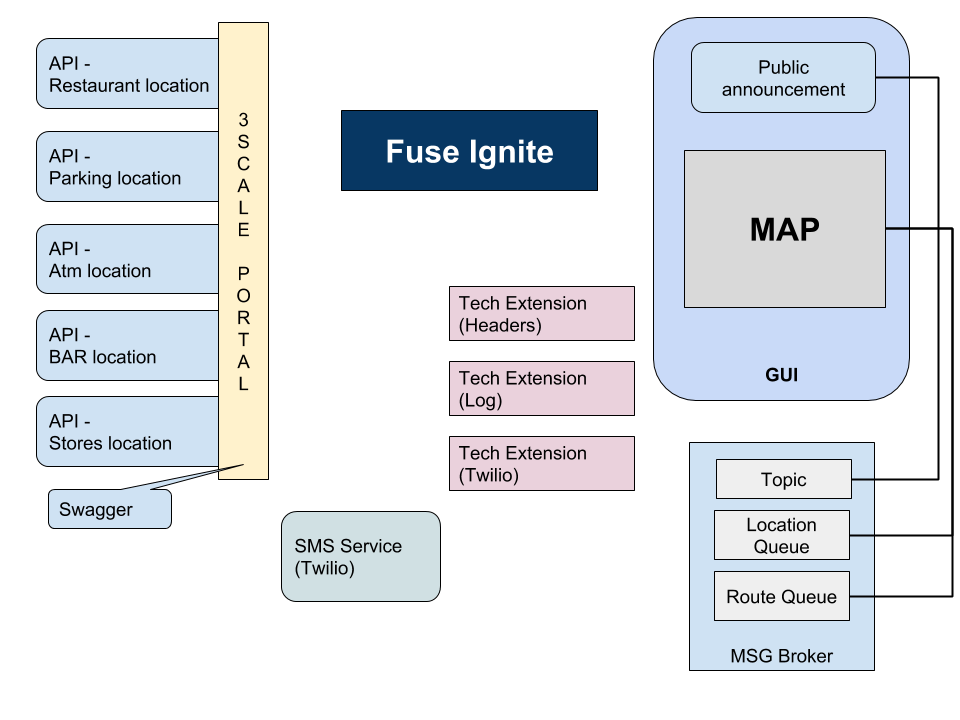 API -
Restaurant location
API -
Parking location
API -
Atm location
API -
BAR location
API -
Stores location
Swagger
3
S
C
A
L
E
P
O
R
T
A
L
Fuse Ignite
Tech Extension
(Headers)
Tech Extension
(Log)
Tech Extension
(Twilio)
SMS Service
(Twilio)
Public
announcement
MAP
GUI
Topic
Location
Queue
Route Queue
MSG Broker